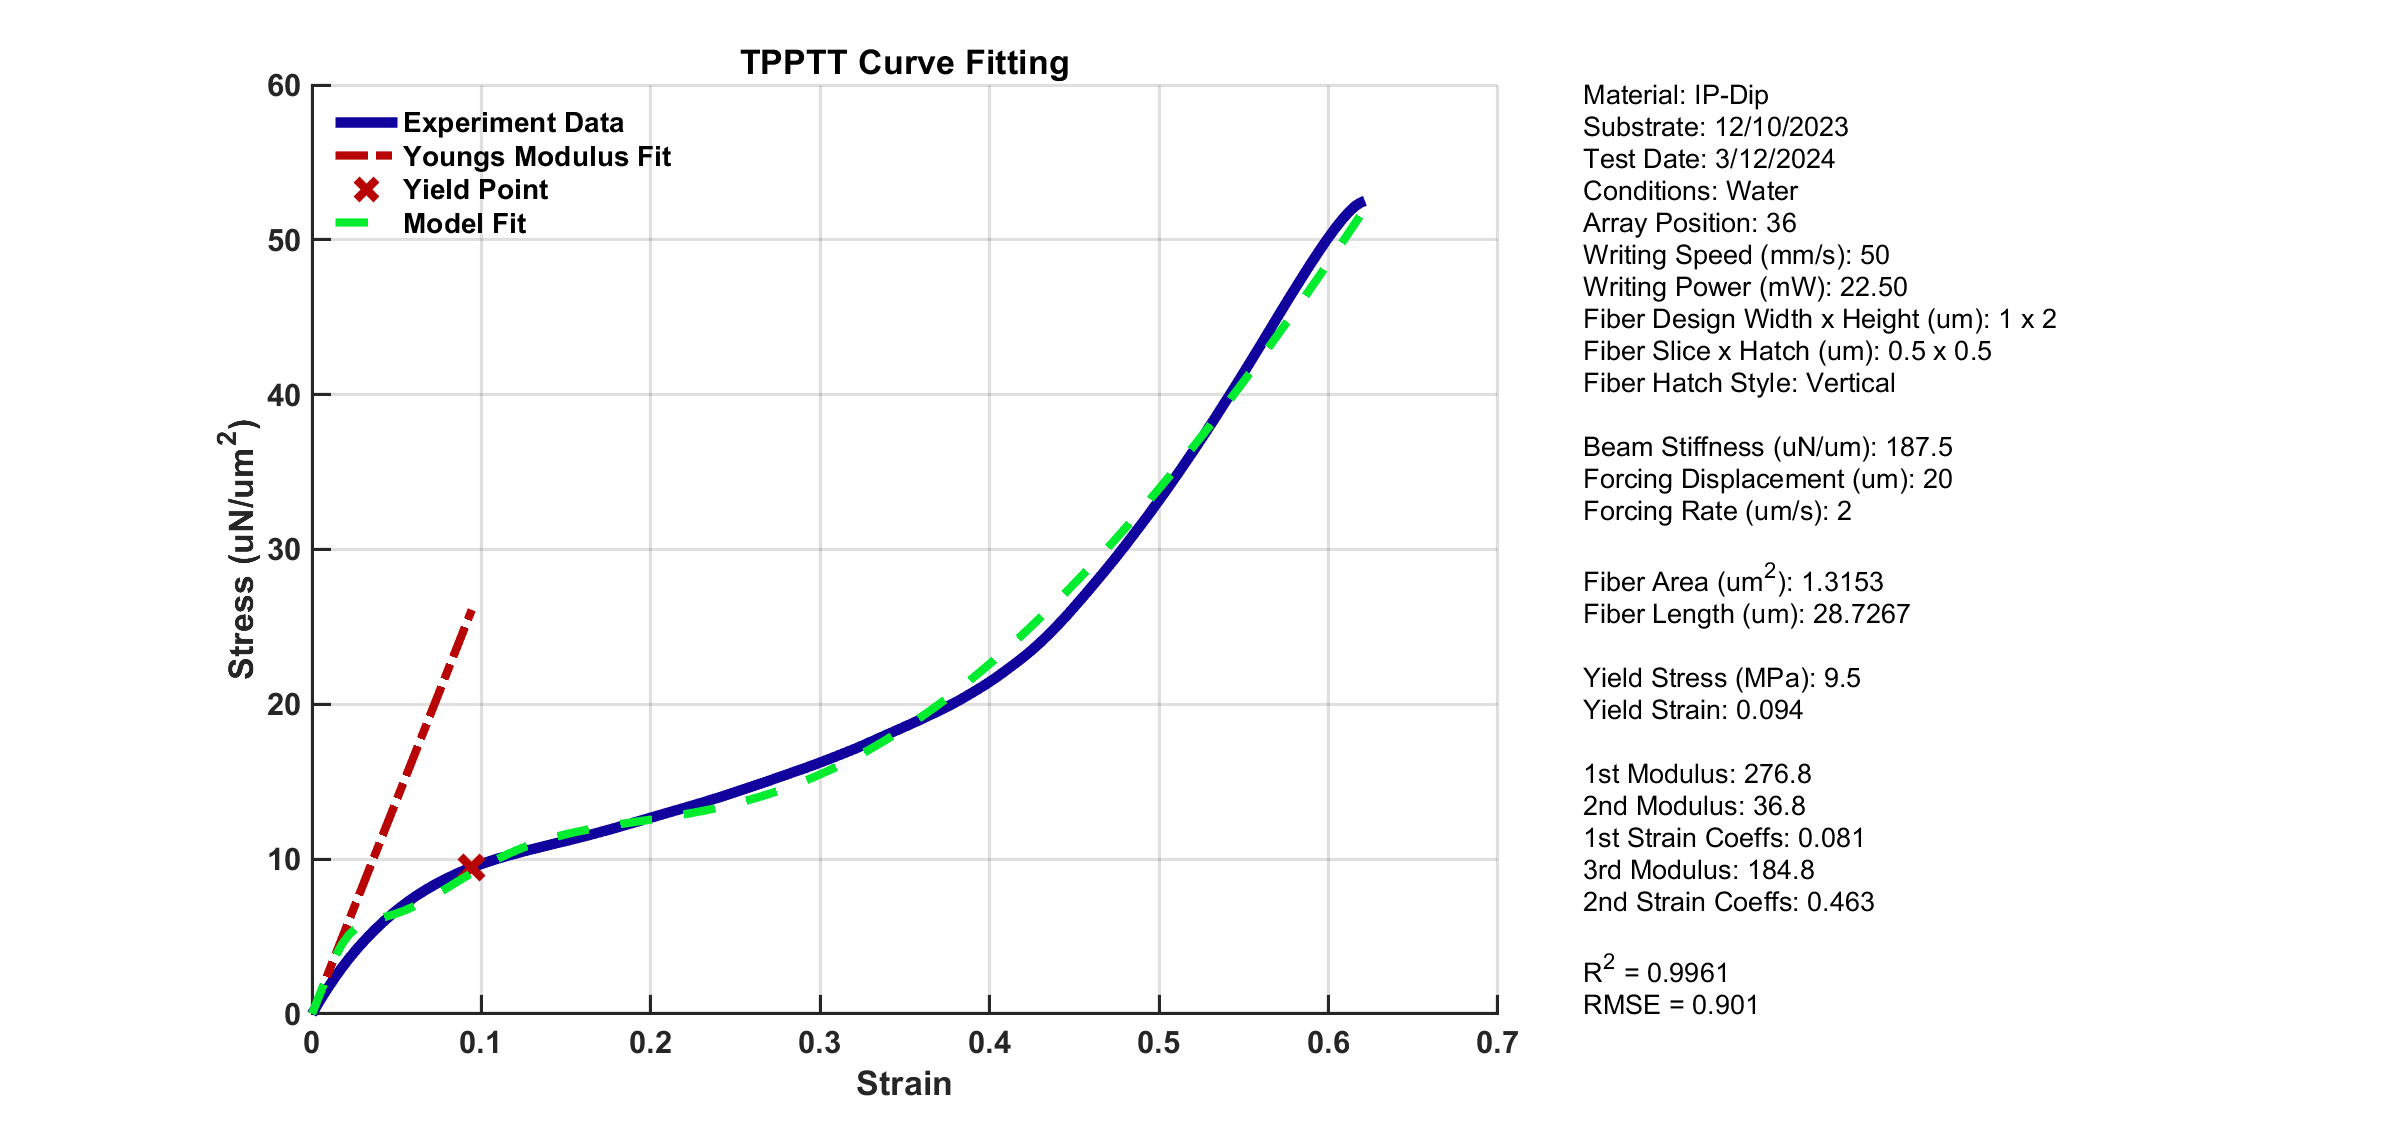 TPPTT Curve Fitting
60
50
40
30
20
10
0
Stress (uN/um²)
Experiment Data
Youngs Modulus Fit
Yield Point
Model Fit
0
0.1
0.2
0.3
0.4
0.5
0.6
0.7
Strain
Material: IP-Dip
Substrate: 12/10/2023
Test Date: 3/12/2024
Conditions: Water
Array Position: 36
Writing Speed (mm/s): 50
Writing Power (mW): 22.50
Fiber Design Width x Height (um): 1 x 2
Fiber Slice x Hatch (um): 0.5 x 0.5
Fiber Hatch Style: Vertical
Beam Stiffness (uN/um): 187.5
Forcing Displacement (um): 20
Forcing Rate (um/s): 2
Fiber Area (um²): 1.3153
Fiber Length (um): 28.7267
Yield Stress (MPa): 9.5
Yield Strain: 0.094
1st Modulus: 276.8
2nd Modulus: 36.8
1st Strain Coeffs: 0.081
3rd Modulus: 184.8
2nd Strain Coeffs: 0.463
R² = 0.9961
RMSE = 0.901